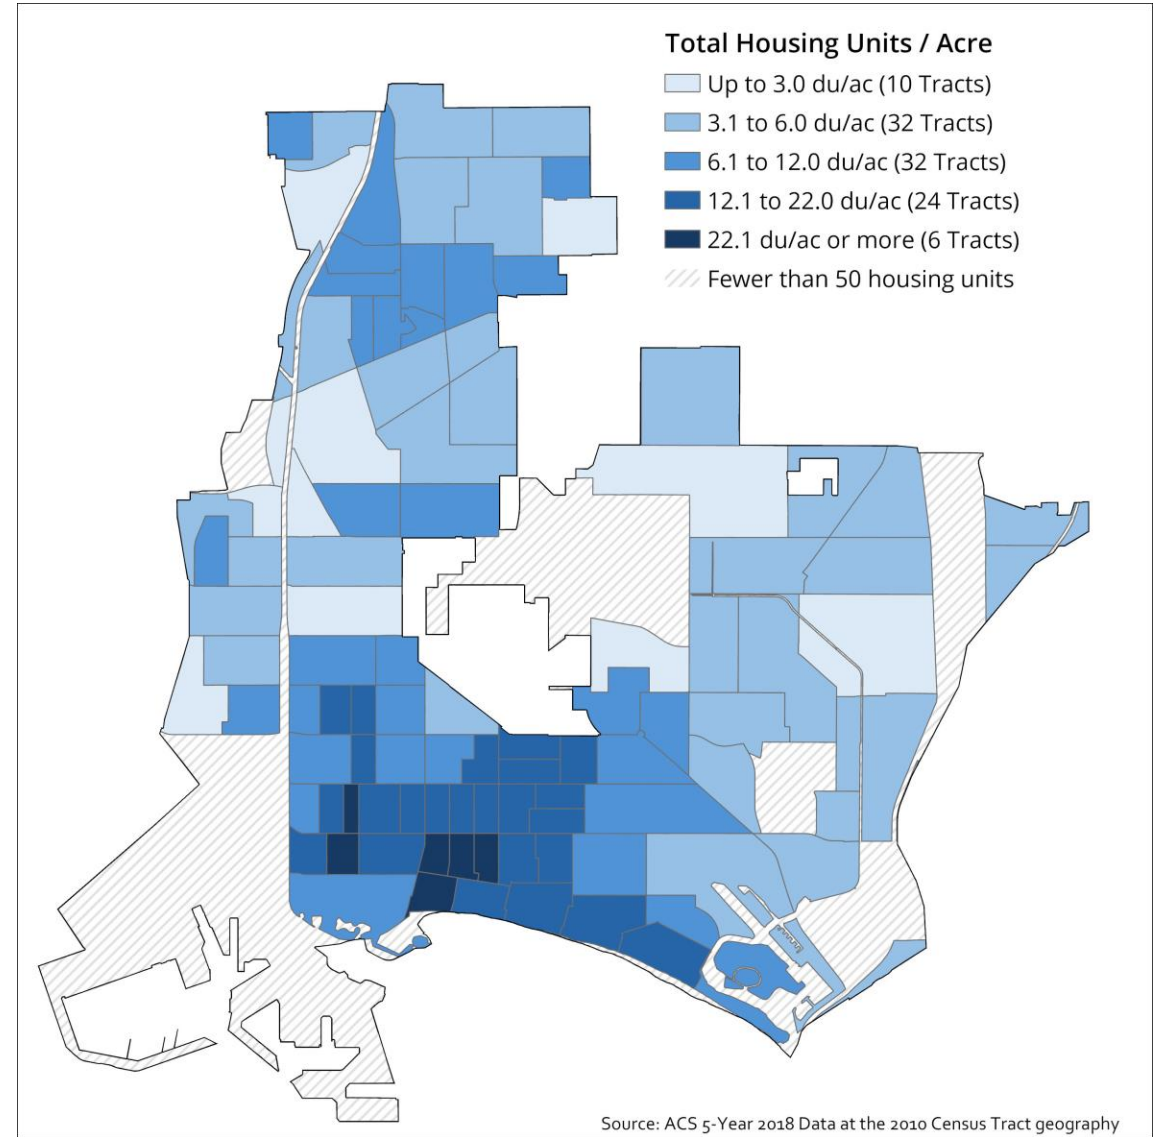 Total Housing Units / Acre
Up to 3.0 du/ac (10 Tracts)
3.1 to 6.0 du/ac (32 Tracts)
6.1 to 12.0 du/ac (32 Tracts)
12.1 to 22.0 du/ac (24 Tracts)
22.1 du/ac or more (6 Tracts)
Fewer than 50 housing units
Source: ACS 5-Year 2018 Data at the 2010 Census Tract geography